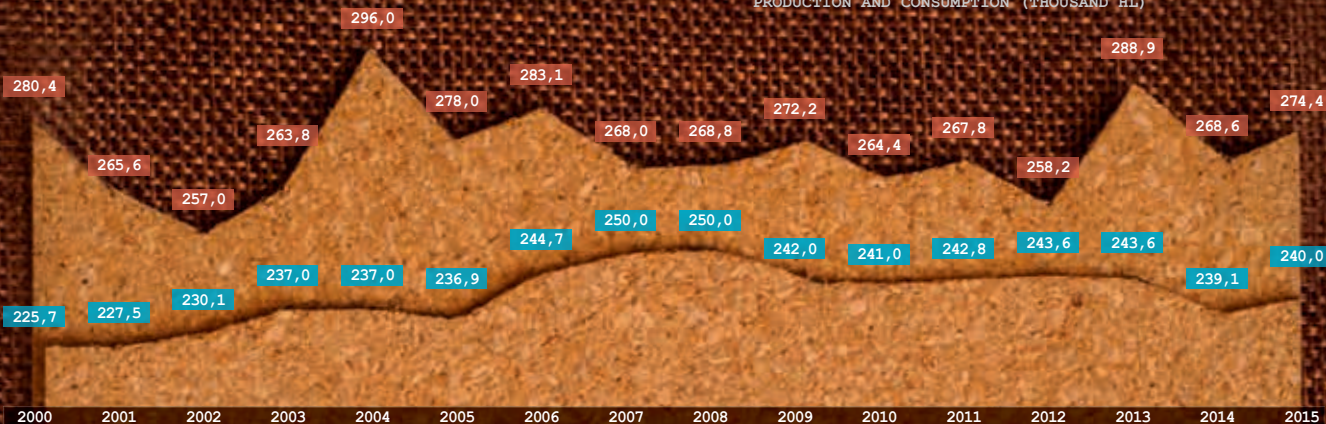 PRODUCTION AND CONSUMPTION (THOUSAND HL)
280,4 265,6 257,0 263,8 296,0 278,0 283,1 268,0 268,8 272,2 264,4 267,8 258,2 288,9 268,6 274,4
225,7 227,5 230,1 237,0 237,0 236,9 244,7 250,0 250,0 242,0 241,0 242,8 243,6 243,6 239,1 240,0
2000 2001 2002 2003 2004 2005 2006 2007 2008 2009 2010 2011 2012 2013 2014 2015